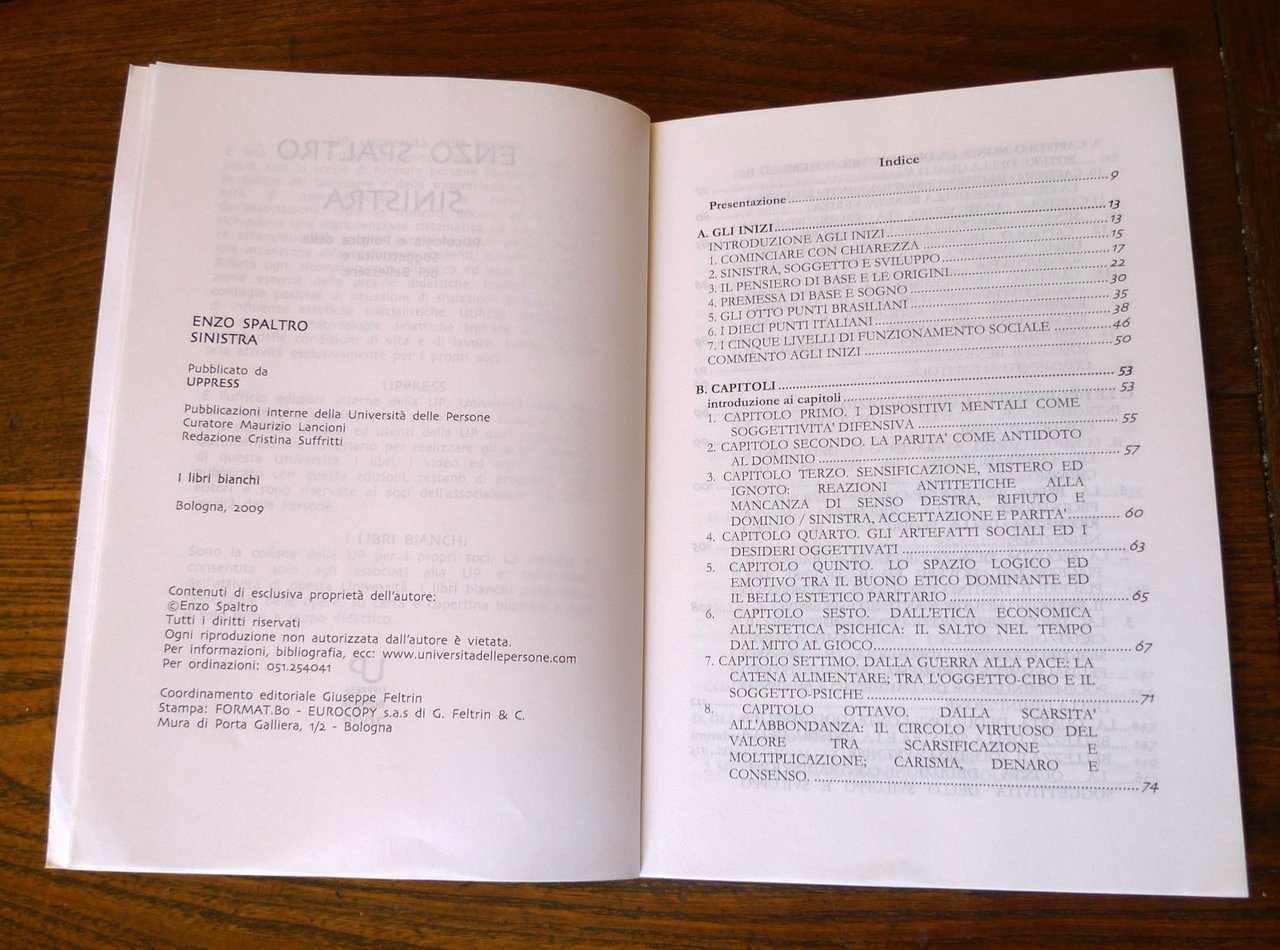 ENZO SPALTRO
SINISTRA
Pubblicato da
UPPRESS
Pubblicazioni interne della Università delle Persone
Curatore Maurizio Lancioni
Redazione Cristina Suffritti
I libri bianchi
Bologna, 2009
Contenuti di esclusiva proprietà dell'autore:
©Enzo Spaltro
Tutti i diritti riservati
Ogni riproduzione non autorizzata dall'autore è vietata.
Per informazioni, bibliografia, ecc: www.universitadellepersone.com
Per ordinazioni: 051.254041
Coordinamento editoriale Giuseppe Feltrin
Stampa: FORMAT.Bo - EUROCOPY s.a.s di G. Feltrin & C.
Mura di Porta Galliera, 1/2 - Bologna
Indice
Presentazione 9
A. GLI INIZI 13
INTRODUZIONE AGLI INIZI 13
1. COMINCIARE CON CHIAREZZA 15
2. SINISTRA, SOGGETTO E SVILUPPO 17
3. IL PENSIERO DI BASE E LE ORIGINI 22
4. PREMESSA DI BASE E SOGNO 30
5. GLI OTTO PUNTI BRASILIANI 35
6. I DIECI PUNTI ITALIANI 38
7. I CINQUE LIVELLI DI FUNZIONAMENTO SOCIALE 46
COMMENTO AGLI INIZI 50
B. CAPITOLI 53
introduzione ai capitoli 53
1. CAPITOLO PRIMO. I DISPOSITIVI MENTALI COME
SOGGETTIVITA' DIFENSIVA 55
2. CAPITOLO SECONDO. LA PARITA' COME ANTIDOTO
AL DOMINIO 57
3. CAPITOLO TERZO. SENSIFICAZIONE, MISTERO ED
IGNOTO: REAZIONI ANTITETICHE ALLA
MANCANZA DI SENSO DESTRA, RIFIUTO E
DOMINIO / SINISTRA, ACCETTAZIONE E PARITA' 60
4. CAPITOLO QUARTO. GLI ARTEFATTI SOCIALI ED I
DESIDERI OGGETTIVATI 63
5. CAPITOLO QUINTO. LO SPAZIO LOGICO ED
EMOTIVO TRA IL BUONO ETICO DOMINANTE ED
IL BELLO ESTETICO PARITARIO 65
6. CAPITOLO SESTO. DALL'ETICA ECONOMICA
ALL'ESTETICA PSICHICA: IL SALTO NEL TEMPO
DAL MITO AL GIOCO 67
7. CAPITOLO SETTIMO. DALLA GUERRA ALLA PACE: LA
CATENA ALIMENTARE; TRA L'OGGETTO-CIBO E IL
SOGGETTO-PSICHE 71
8. CAPITOLO OTTAVO. DALLA SCARSITA'
ALL'ABBONDANZA: IL CIRCOLO VIRTUOSO DEL
VALORE TRA SCARSIFICAZIONE E
MOLTIPLICAZIONE; CARISMA, DENARO E
CONSENSO. 74